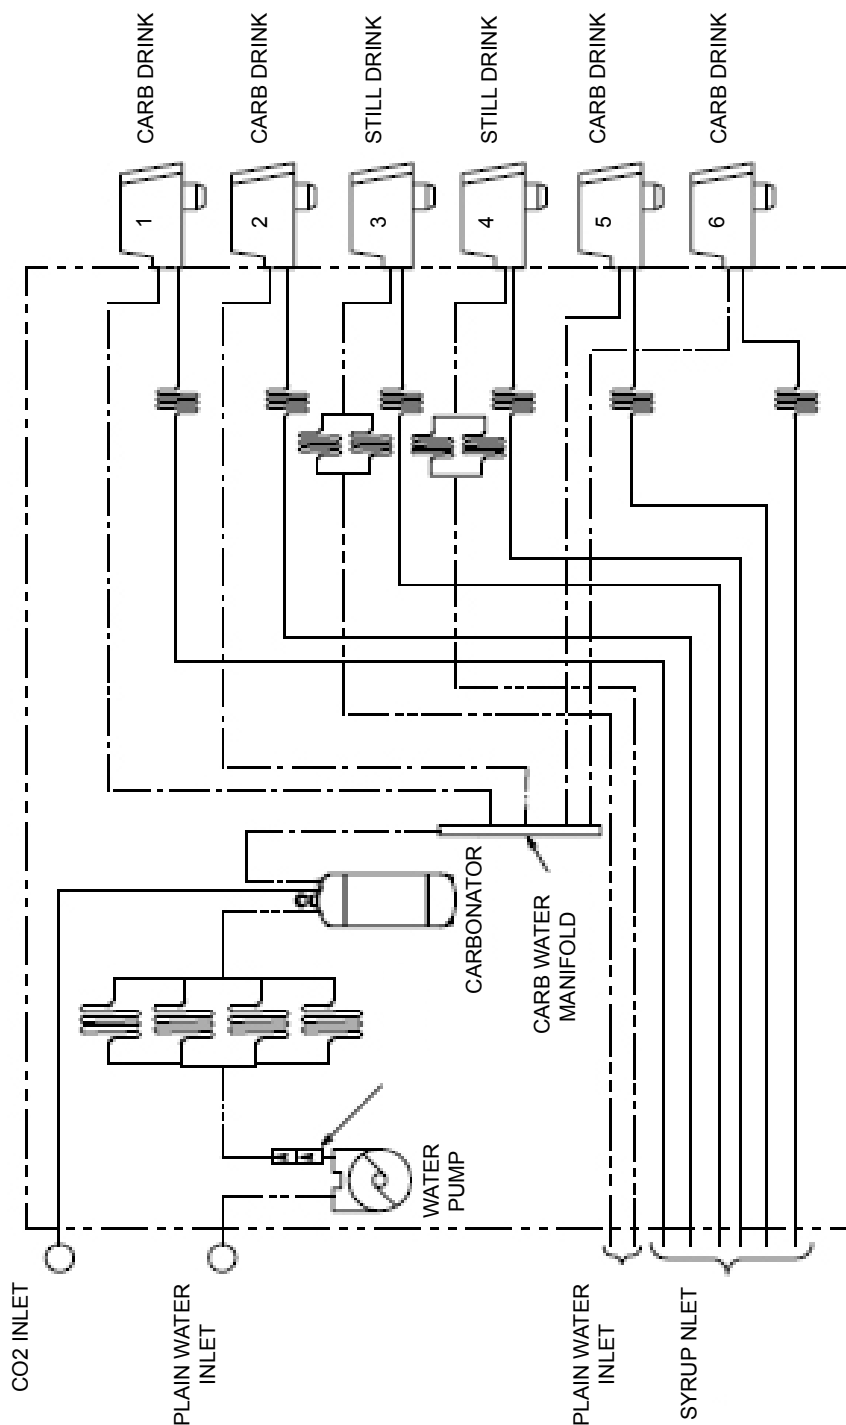 CARB DRINK
CARB DRINK
STILL DRINK
STILL DRINK
CARB DRINK
CARB DRINK
1
2
3
4
5
6
CARBONATOR
CARB WATER
MANIFOLD
WATER
PUMP
CO2 INLET
PLAIN WATER
INLET
PLAIN WATER
INLET
SYRUP NLET